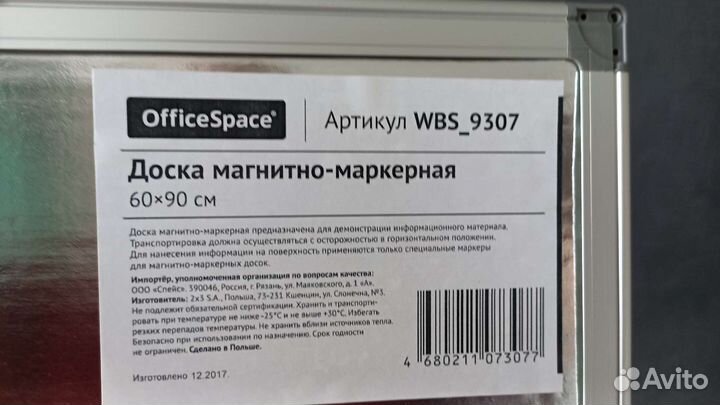 OfficeSpace®
Артикул WBS_9307
Доска магнитно-маркерная
60×90 см
Доска магнитно-маркерная предназначена для демонстрации информационного материала.
Транспортировка должна осуществляться с осторожностью в горизонтальном положении.
Для нанесения информации на поверхность применяются только специальные маркеры
для магнитно-маркерных досок.
Импортёр, уполномоченная организация по вопросам качества:
ООО «Спейс». 390046, Россия, г. Рязань, ул. Маяковского, д. 1 «А».
Изготовитель: 2x3 S.A., Польша, 73-231 Кшенцин, ул. Слонечна, №3.
Не подлежит обязательной сертификации. Хранить и транспорти-
ровать при температуре не ниже -25°С и не выше +30°С. Избегать
резких перепадов температуры. Не хранить вблизи источников тепла.
Безопасно при использовании по назначению. Срок годности
не ограничен. Сделано в Польше.
4 680211 073077
Изготовлено 12.2017.
Avito